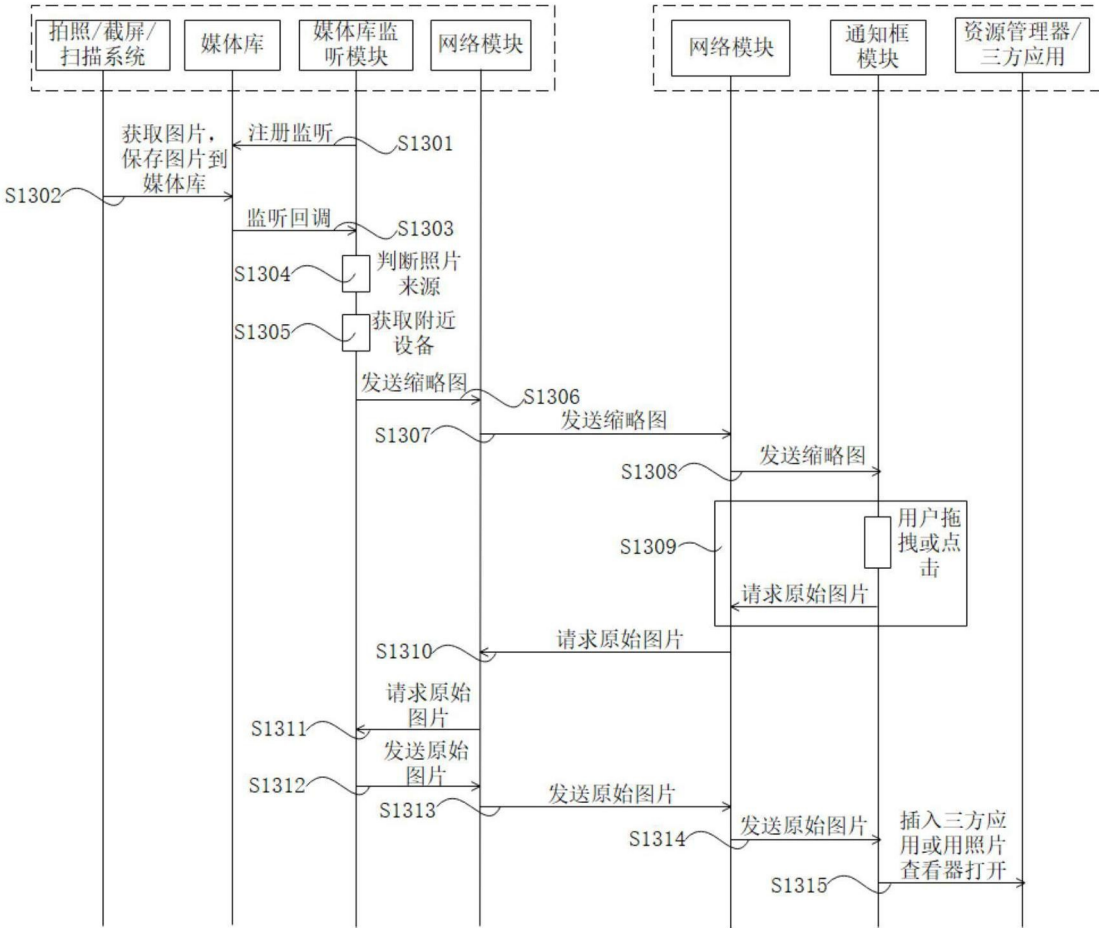 拍照/截屏/
扫描系统
媒体库
媒体库监
听模块
网络模块
网络模块
通知框
模块
资源管理器/
三方应用
注册监听
S1301
获取图片，
保存图片到
媒体库
S1302
监听回调
S1303
S1304
判断照片
来源
S1305
获取附近
设备
发送缩略图
S1306
S1307
发送缩略图
S1308
发送缩略图
S1309
用户拖
拽或点
击
请求原始图片
S1310
请求原始图片
请求原始
图片
S1311
发送原始
图片
S1312
S1313
发送原始图片
S1314
发送原始图片
插入三方应
用或用照片
查看器打开
S1315